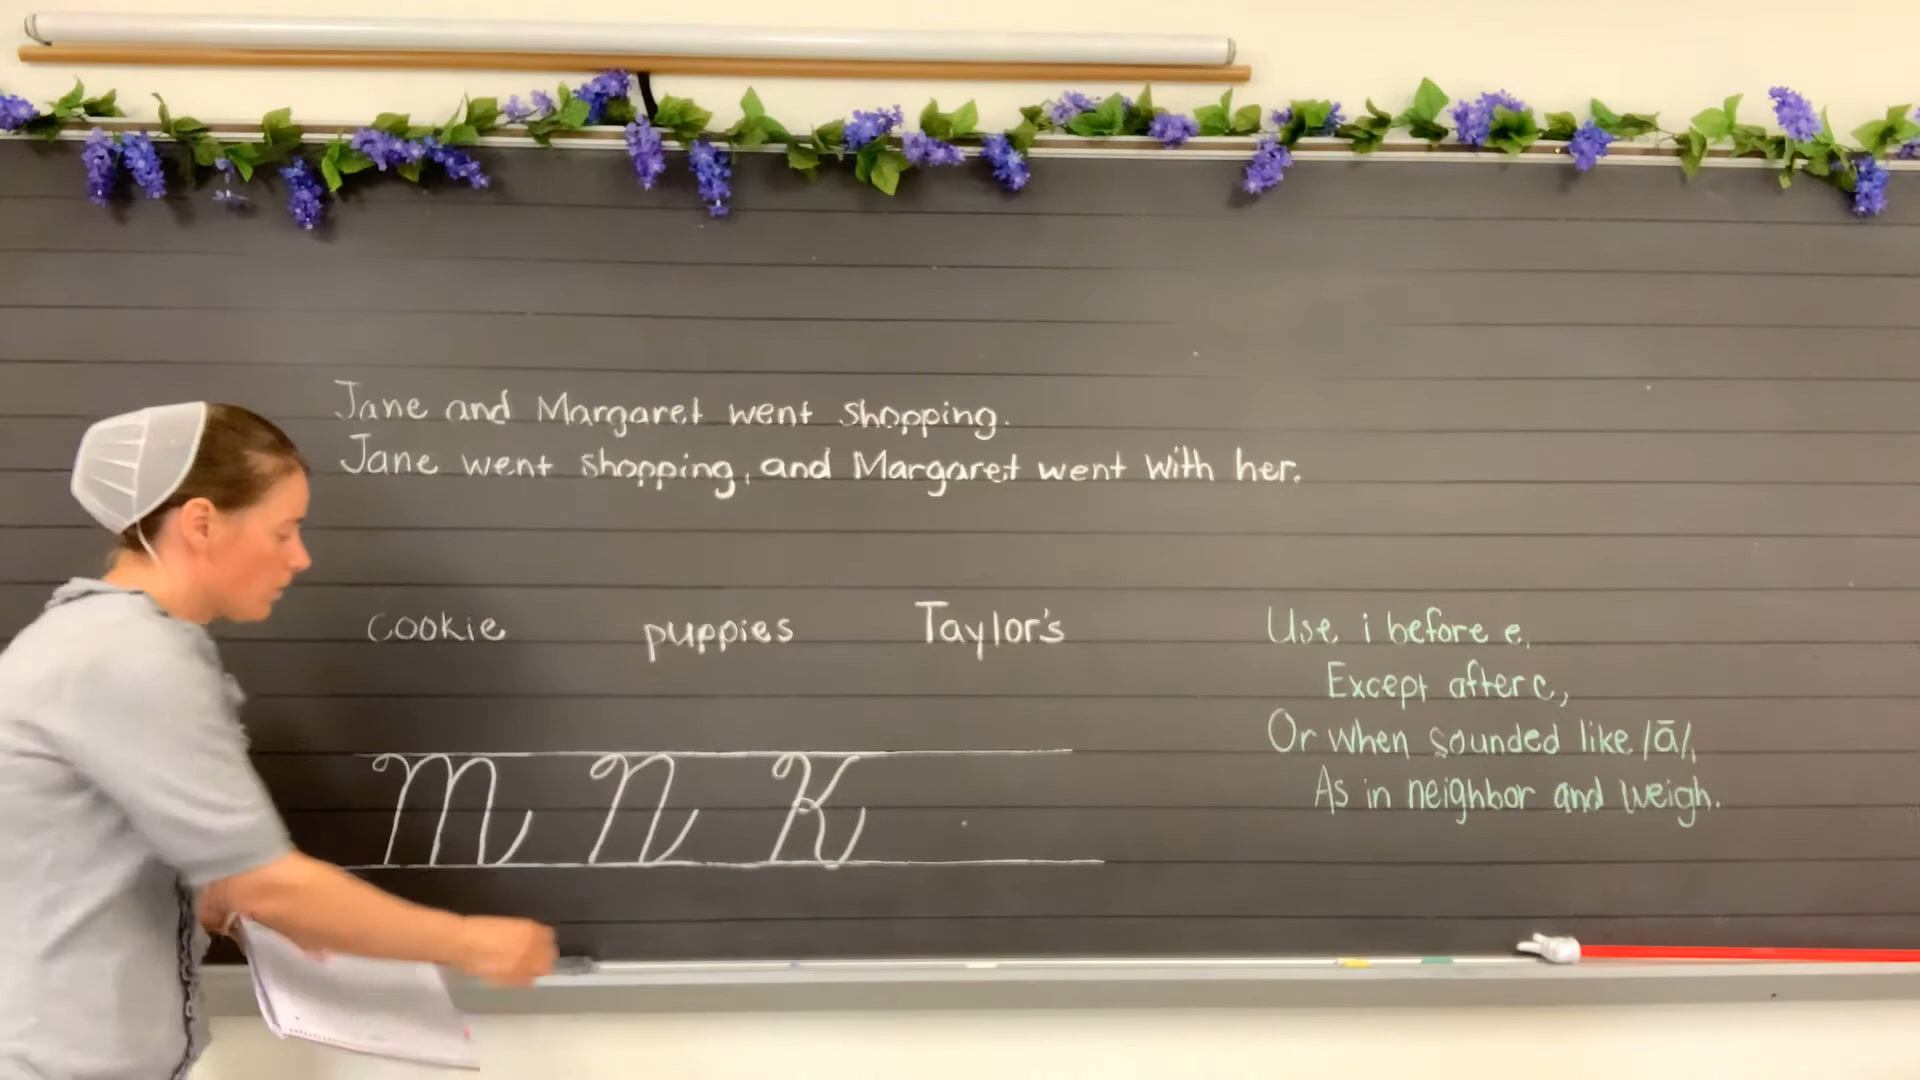 Jane and Margaret went shopping.
Jane went shopping, and Margaret went with her.
cookie puppies Taylor's
Use i before e,
Except after c,
Or when sounded like /ā/,
As in neighbor and weigh.
M N K